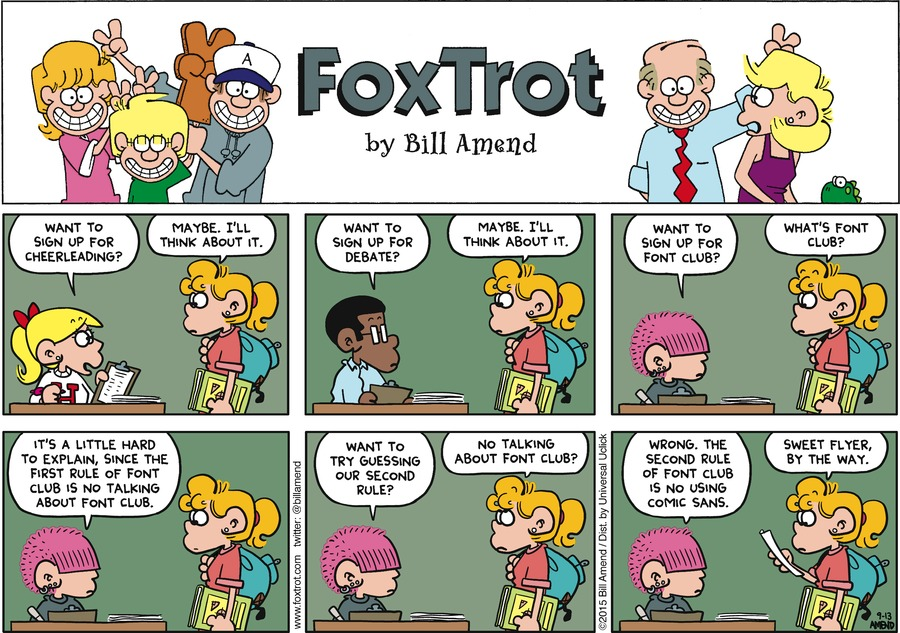 A
FoxTrot
by Bill Amend
WANT TO
SIGN UP FOR
CHEERLEADING?
MAYBE. I'LL
THINK ABOUT IT.
H
WANT TO
SIGN UP FOR
DEBATE?
MAYBE. I'LL
THINK ABOUT IT.
WANT TO
SIGN UP FOR
FONT CLUB?
WHAT'S FONT
CLUB?
IT'S A LITTLE HARD
TO EXPLAIN, SINCE THE
FIRST RULE OF FONT
CLUB IS NO TALKING
ABOUT FONT CLUB.
www.foxtrot.com twitter: @billamend
WANT TO
TRY GUESSING
OUR SECOND
RULE?
NO TALKING
ABOUT FONT CLUB?
©2015 Bill Amend / Dist. by Universal Uclick
WRONG. THE
SECOND RULE
OF FONT CLUB
IS NO USING
COMIC SANS.
SWEET FLYER,
BY THE WAY.
9-13
AMEND